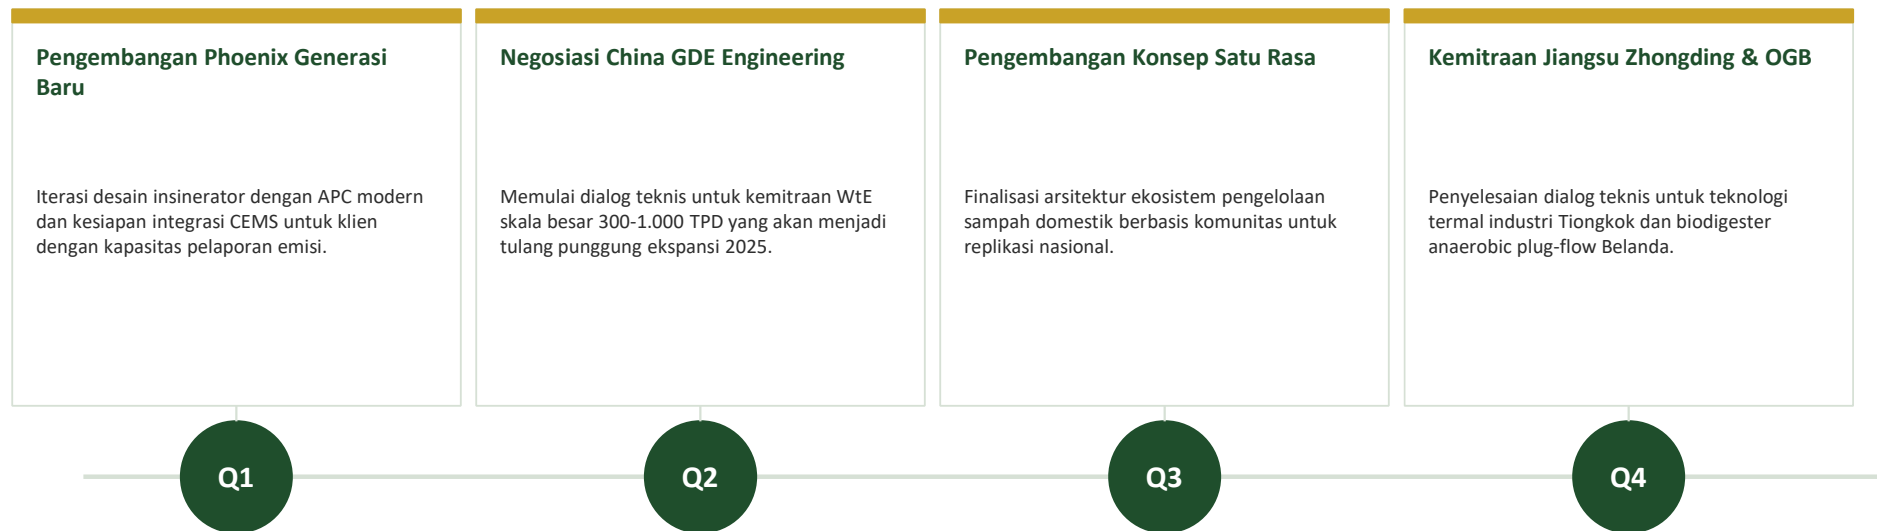 Pengembangan Phoenix Generasi
Baru
Iterasi desain insinerator dengan APC modern
dan kesiapan integrasi CEMS untuk klien
dengan kapasitas pelaporan emisi.
Q1
Negosiasi China GDE Engineering
Memulai dialog teknis untuk kemitraan WtE
skala besar 300-1.000 TPD yang akan menjadi
tulang punggung ekspansi 2025.
Q2
Pengembangan Konsep Satu Rasa
Finalisasi arsitektur ekosistem pengelolaan
sampah domestik berbasis komunitas untuk
replikasi nasional.
Q3
Kemitraan Jiangsu Zhongding & OGB
Penyelesaian dialog teknis untuk teknologi
termal industri Tiongkok dan biodigester
anaerobic plug-flow Belanda.
Q4